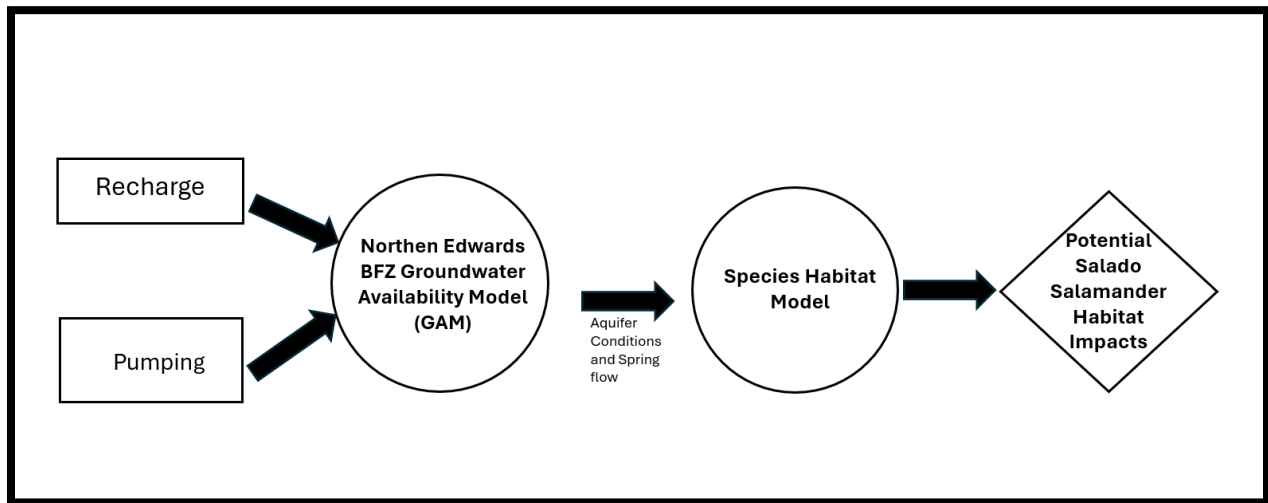 Recharge
Pumping
Northen Edwards
BFZ Groundwater
Availability Model
(GAM)
Aquifer
Conditions
and Spring
flow
Species Habitat
Model
Potential
Salado
Salamander
Habitat
Impacts